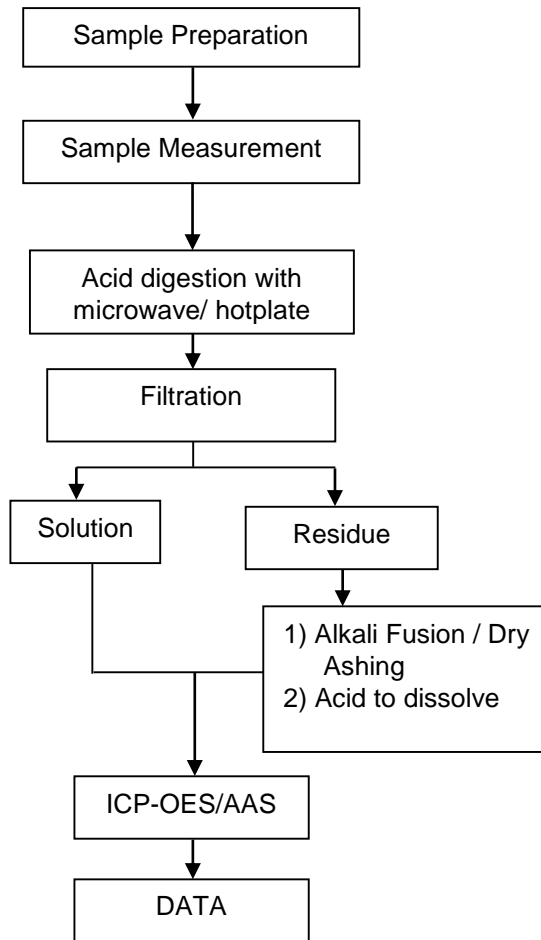 Sample Preparation
Sample Measurement
Acid digestion with
microwave/ hotplate
Filtration
Solution
Residue
1) Alkali Fusion / Dry
Ashing
2) Acid to dissolve
ICP-OES/AAS
DATA